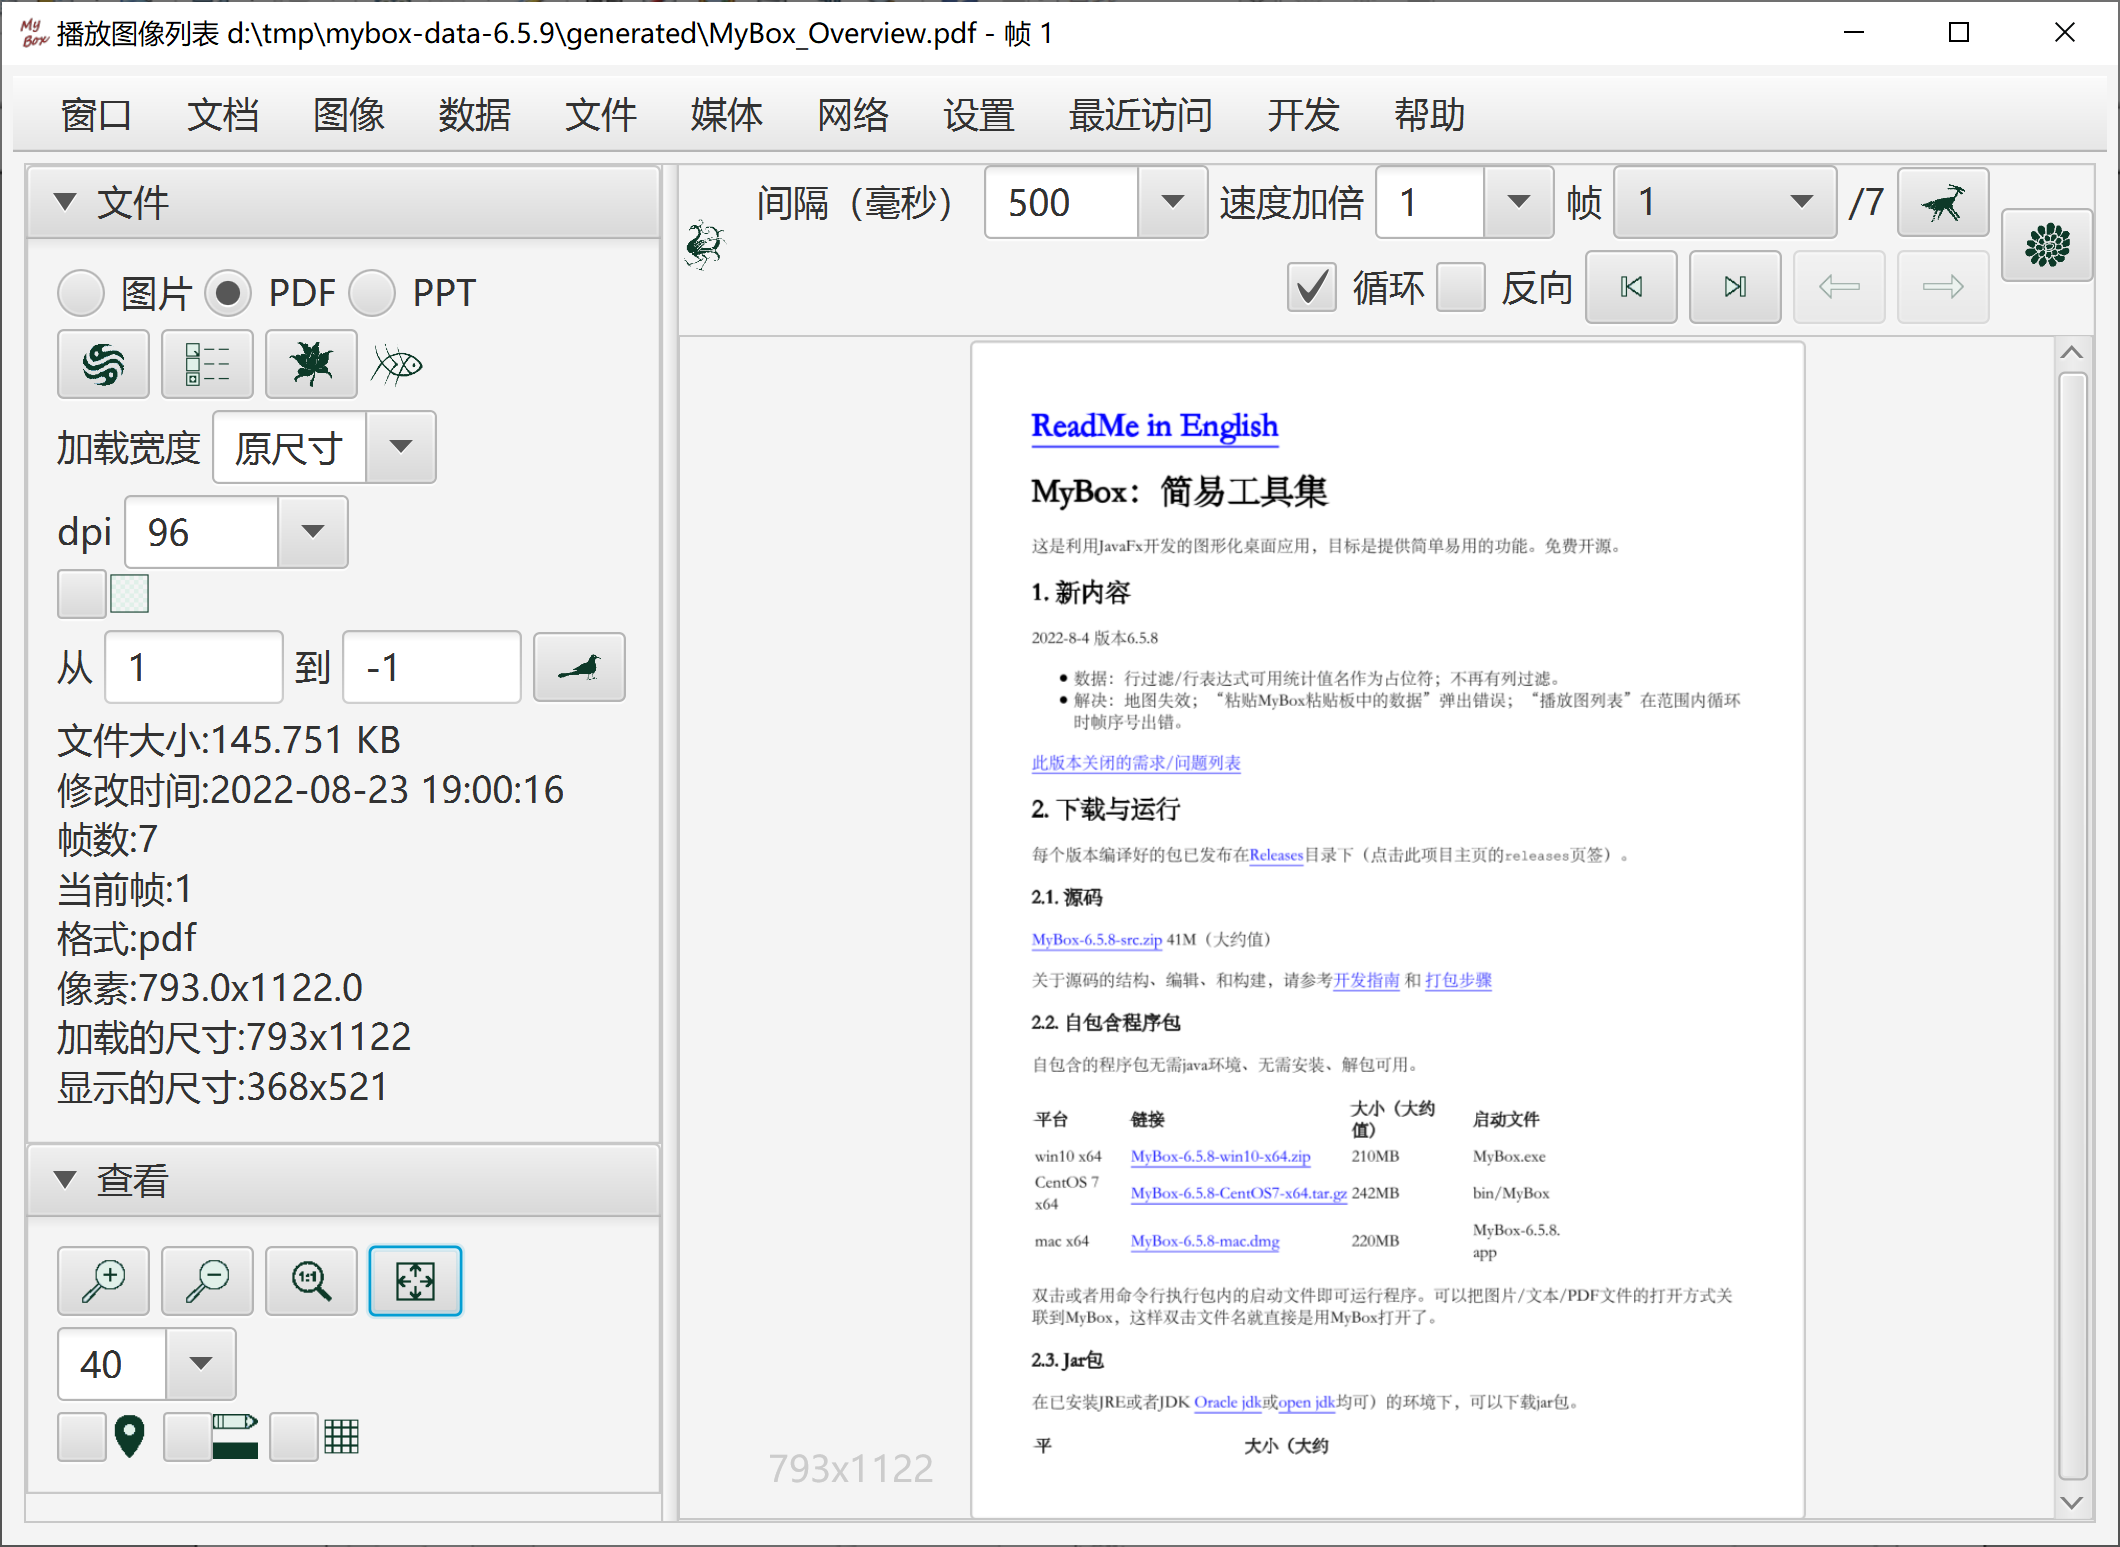 My Box 播放图像列表 d:\tmp\mybox-data-6.5.9\generated\MyBox_Overview.pdf - 帧 1
窗口 文档 图像 数据 文件 媒体 网络 设置 最近访问 开发 帮助
文件
图片 PDF PPT
加载宽度 原尺寸
dpi 96
从 1 到 -1
文件大小:145.751 KB
修改时间:2022-08-23 19:00:16
帧数:7
当前帧:1
格式:pdf
像素:793.0x1122.0
加载的尺寸:793x1122
显示的尺寸:368x521
查看
1:1
40
间隔（毫秒） 500 速度加倍 1 帧 1 /7
循环 反向
ReadMe in English
MyBox：简易工具集
这是利用JavaFx开发的图形化桌面应用，目标是提供简单易用的功能。免费开源。
1. 新内容
2022-8-4 版本6.5.8
● 数据：行过滤/行表达式可用统计值名作为占位符；不再有列过滤。
● 解决：地图失效；“粘贴MyBox粘贴板中的数据”弹出错误；“播放图列表”在范围内循环
时帧序号出错。
此版本关闭的需求/问题列表
2. 下载与运行
每个版本编译好的包已发布在Releases目录下（点击此项目主页的releases页签）。
2.1. 源码
MyBox-6.5.8-src.zip 41M（大约值）
关于源码的结构、编辑、和构建，请参考开发指南 和 打包步骤
2.2. 自包含程序包
自包含的程序包无需java环境、无需安装、解包可用。
平台 链接 大小（大约值） 启动文件
win10 x64 MyBox-6.5.8-win10-x64.zip 210MB MyBox.exe
CentOS 7 x64 MyBox-6.5.8-CentOS7-x64.tar.gz 242MB bin/MyBox
mac x64 MyBox-6.5.8-mac.dmg 220MB MyBox-6.5.8.app
双击或者用命令行执行包内的启动文件即可运行程序。可以把图片/文本/PDF文件的打开方式关
联到MyBox，这样双击文件名就直接是用MyBox打开了。
2.3. Jar包
在已安装JRE或者JDK Oracle jdk或open jdk均可）的环境下，可以下载jar包。
平 大小（大约
793x1122